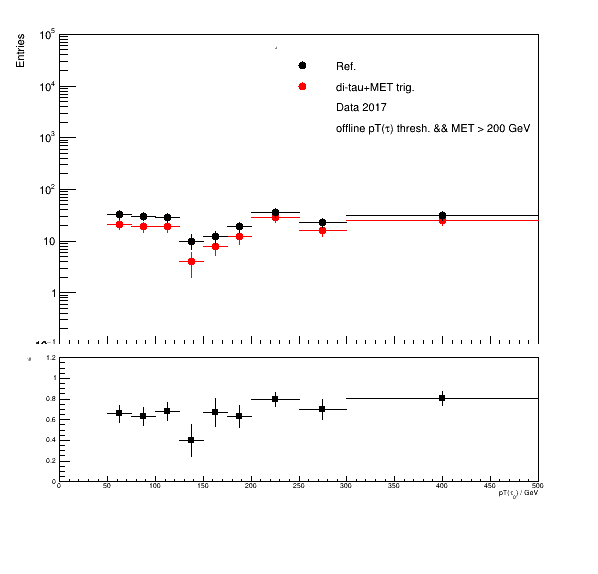 Entries
10^5
10^4
10^3
10^2
10
1
Ref.
di-tau+MET trig.
Data 2017
offline pT(τ) thresh. && MET > 200 GeV
1.2
1
0.8
0.6
0.4
0.2
0
0 50 100 150 200 250 300 350 400 450 500
pT(τ_0) / GeV